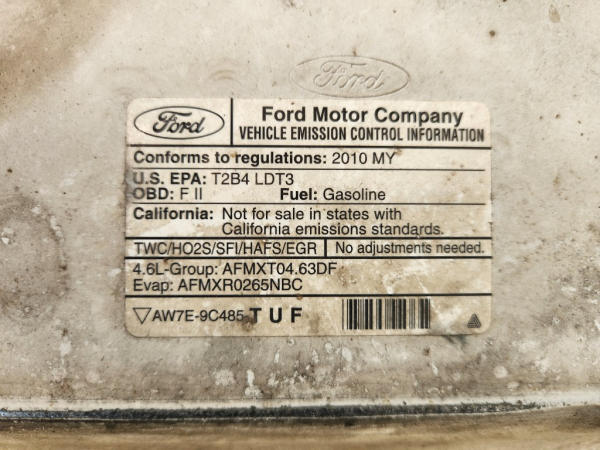 Ford
Ford
Ford Motor Company
VEHICLE EMISSION CONTROL INFORMATION
Conforms to regulations: 2010 MY
U.S. EPA: T2B4 LDT3
OBD: F II Fuel: Gasoline
California: Not for sale in states with
California emissions standards.
TWC/HO2S/SFI/HAFS/EGR No adjustments needed.
4.6L-Group: AFMXT04.63DF
Evap: AFMXR0265NBC
▽AW7E-9C485- TUF